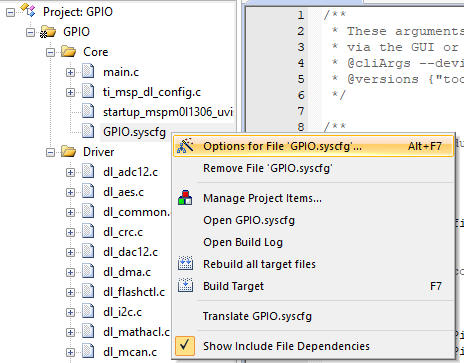 Project: GPIO
GPIO
Core
main.c
ti_msp_dl_config.c
startup_mspm0l1306_uvi
GPIO.syscfg
Driver
dl_adc12.c
dl_aes.c
dl_common.
dl_crc.c
dl_dac12.c
dl_dma.c
dl_flashctl.c
dl_i2c.c
dl_mathacl.c
dl_mcan.c
1 /**
2 * These arguments
3 * via the GUI or
4 * @cliArgs --devi
5 * @versions {"too
6 */
7
8 /**
Options for File 'GPIO.syscfg'... Alt+F7
Remove File 'GPIO.syscfg'
Manage Project Items...
Open GPIO.syscfg
Open Build Log
Rebuild all target files
Build Target F7
Translate GPIO.syscfg
Show Include File Dependencies